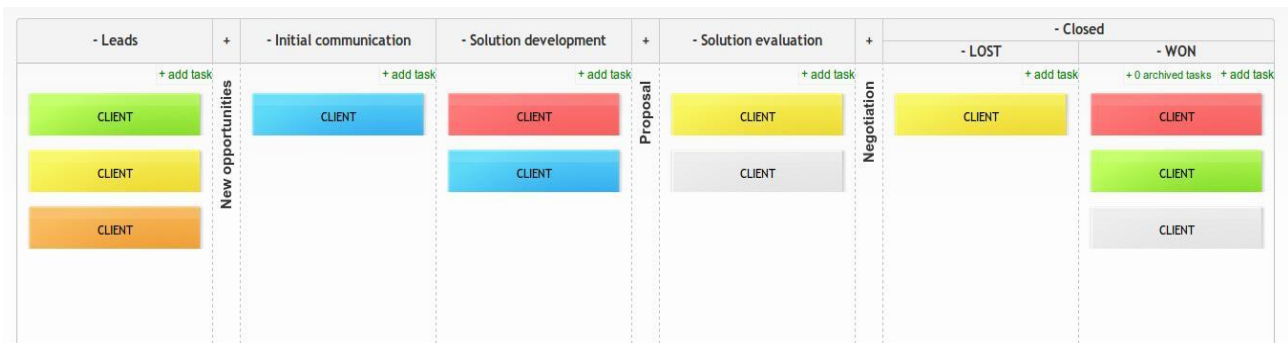 - Leads
+
- Initial communication
- Solution development
+
- Solution evaluation
+
- Closed
- LOST
- WON
+ add task
+ add task
+ add task
+ add task
+ add task
+ 0 archived tasks + add task
New opportunities
Proposal
Negotiation
CLIENT
CLIENT
CLIENT
CLIENT
CLIENT
CLIENT
CLIENT
CLIENT
CLIENT
CLIENT
CLIENT
CLIENT